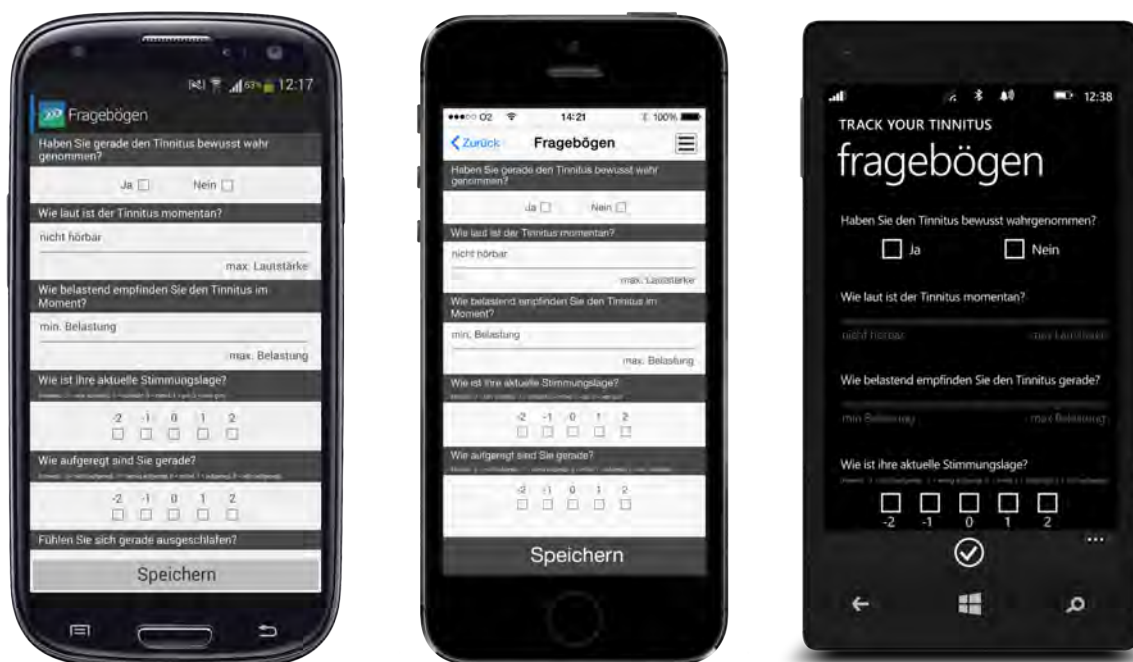 12:17
Fragebögen
Haben Sie gerade den Tinnitus bewusst wahr
genommen?
Ja Nein
Wie laut ist der Tinnitus momentan?
nicht hörbar
max. Lautstärke
Wie belastend empfinden Sie den Tinnitus im
Moment?
min. Belastung
max. Belastung
Wie ist Ihre aktuelle Stimmungslage?
-2 -1 0 1 2
Wie aufgeregt sind Sie gerade?
-2 -1 0 1 2
Fühlen Sie sich gerade ausgeschlafen?
Speichern
O2 14:21 100%
Zurück Fragebögen
Haben Sie gerade den Tinnitus bewusst wahr
genommen?
Ja Nein
Wie laut ist der Tinnitus momentan?
nicht hörbar
max. Lautstärke
Wie belastend empfinden Sie den Tinnitus im
Moment?
min. Belastung
max. Belastung
Wie ist Ihre aktuelle Stimmungslage?
-2 -1 0 1 2
Wie aufgeregt sind Sie gerade?
-2 -1 0 1 2
Speichern
12:38
TRACK YOUR TINNITUS
fragebögen
Haben Sie den Tinnitus bewusst wahrgenommen?
Ja Nein
Wie laut ist der Tinnitus momentan?
nicht hörbar max Lautstärke
Wie belastend empfinden Sie den Tinnitus gerade?
min Belastung max Belastung
Wie ist ihre aktuelle Stimmungslage?
-2 -1 0 1 2